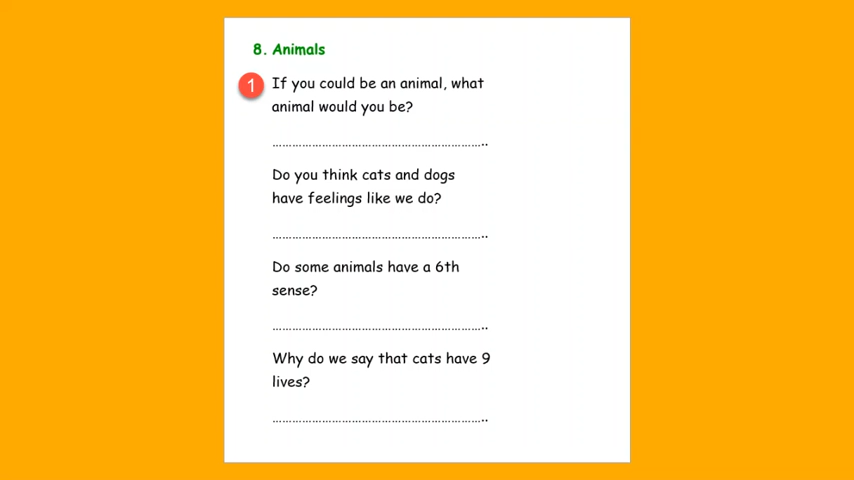 8. Animals
1 If you could be an animal, what
animal would you be?
……………………………………………………………..
Do you think cats and dogs
have feelings like we do?
……………………………………………………………..
Do some animals have a 6th
sense?
……………………………………………………………..
Why do we say that cats have 9
lives?
……………………………………………………………..